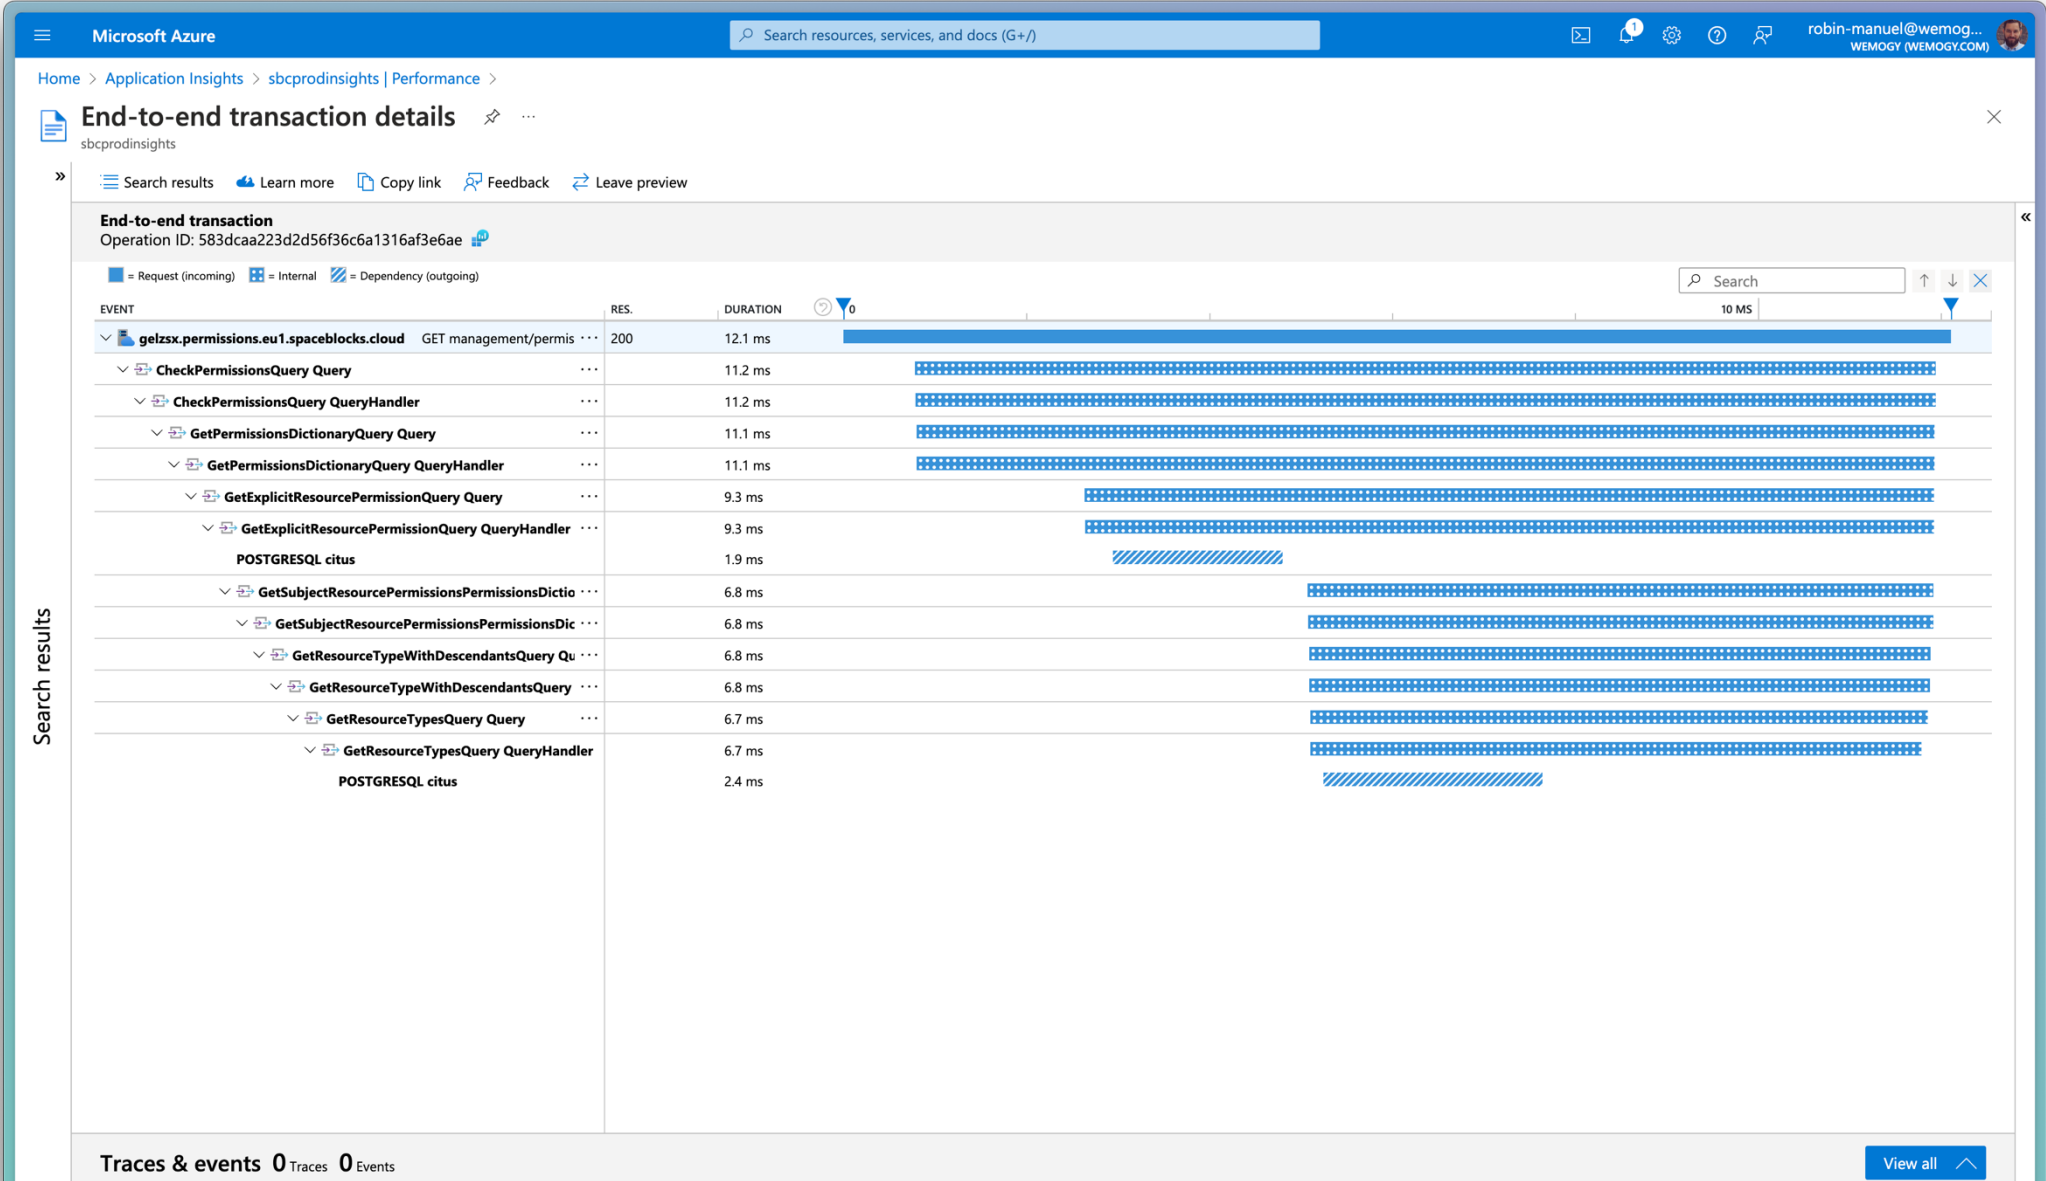 Microsoft Azure
Search resources, services, and docs (G+/)
1
robin-manuel@wemog...
WEMOGY (WEMOGY.COM)
Home > Application Insights > sbcprodinsights | Performance >
End-to-end transaction details ...
sbcprodinsights
Search results
Learn more
Copy link
Feedback
Leave preview
Search results
End-to-end transaction
Operation ID: 583dcaa223d2d56f36c6a1316af3e6ae
= Request (incoming) = Internal = Dependency (outgoing)
Search
EVENT RES. DURATION 0 10 MS
gelzsx.permissions.eu1.spaceblocks.cloud GET management/permis ... 200 12.1 ms
CheckPermissionsQuery Query ... 11.2 ms
CheckPermissionsQuery QueryHandler ... 11.2 ms
GetPermissionsDictionaryQuery Query ... 11.1 ms
GetPermissionsDictionaryQuery QueryHandler ... 11.1 ms
GetExplicitResourcePermissionQuery Query ... 9.3 ms
GetExplicitResourcePermissionQuery QueryHandler ... 9.3 ms
POSTGRESQL citus 1.9 ms
GetSubjectResourcePermissionsPermissionsDictio ... 6.8 ms
GetSubjectResourcePermissionsPermissionsDic ... 6.8 ms
GetResourceTypeWithDescendantsQuery Qu ... 6.8 ms
GetResourceTypeWithDescendantsQuery ... 6.8 ms
GetResourceTypesQuery Query ... 6.7 ms
GetResourceTypesQuery QueryHandler 6.7 ms
POSTGRESQL citus 2.4 ms
Traces & events 0 Traces 0 Events
View all